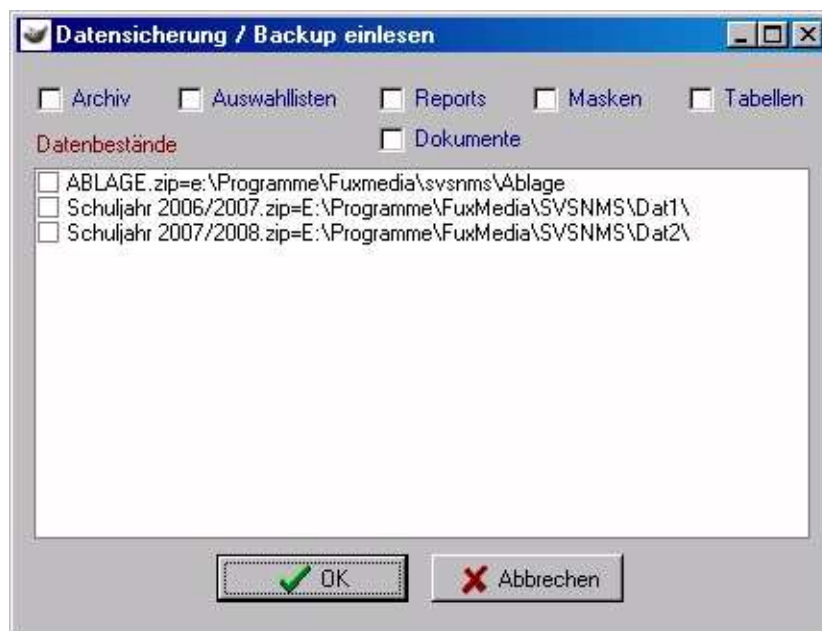 Datensicherung / Backup einlesen
Archiv Auswahllisten Reports Masken Tabellen
Datenbestände Dokumente
ABLAGE.zip=e:\Programme\Fuxmedia\svsnms\Ablage
Schuljahr 2006/2007.zip=E:\Programme\FuxMedia\SVSNMS\Dat1\
Schuljahr 2007/2008.zip=E:\Programme\FuxMedia\SVSNMS\Dat2\
OK Abbrechen